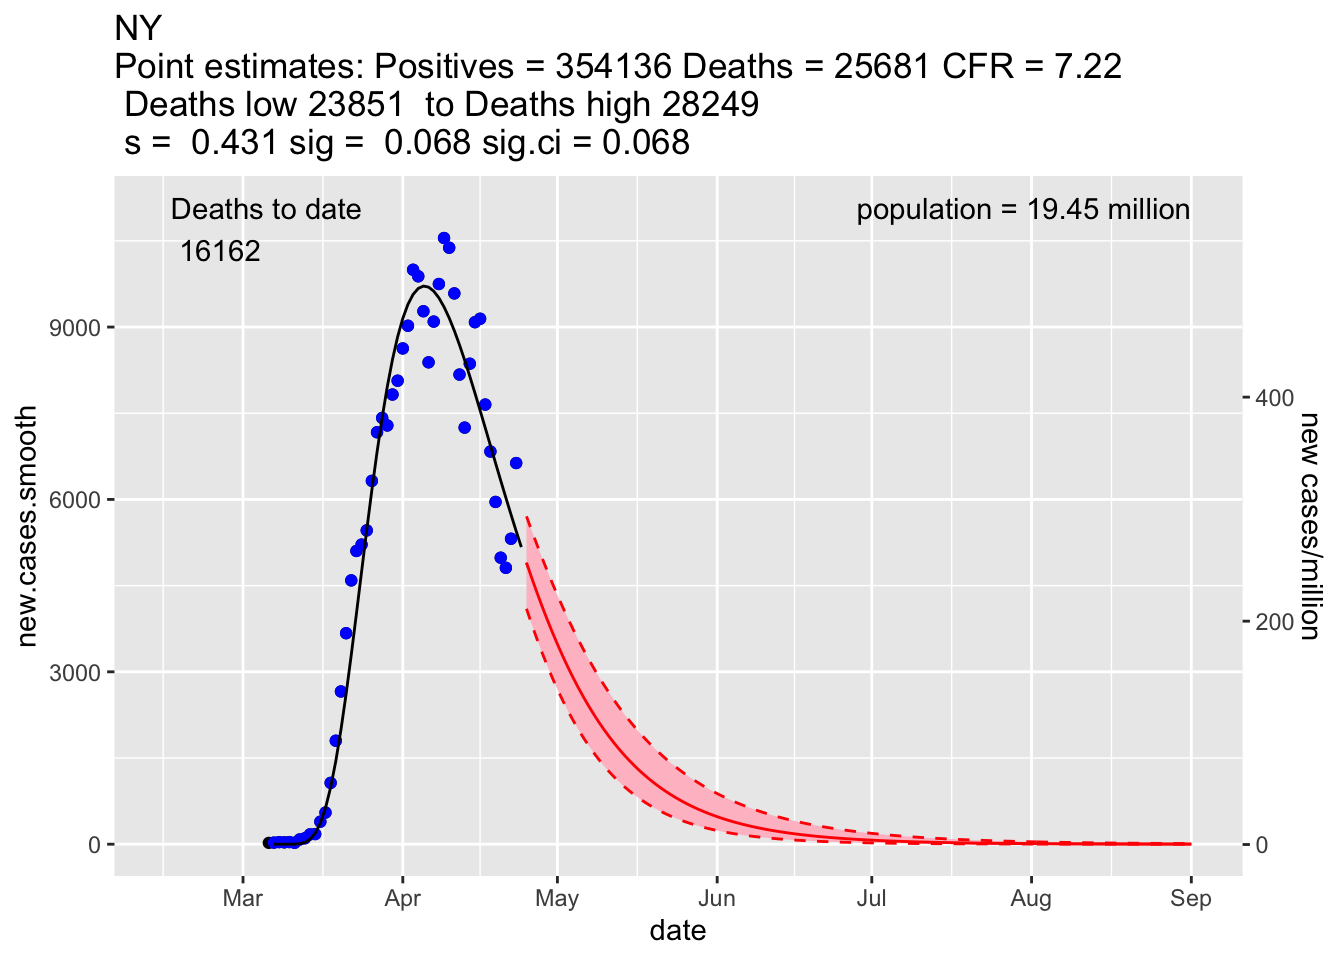 NY
Point estimates: Positives = 354136 Deaths = 25681 CFR = 7.22
Deaths low 23851  to Deaths high 28249
s =  0.431 sig =  0.068 sig.ci = 0.068
Deaths to date
16162
population = 19.45 million
9000
6000
3000
0
new.cases.smooth
400
200
0
new cases/million
Mar
Apr
May
Jun
Jul
Aug
Sep
date